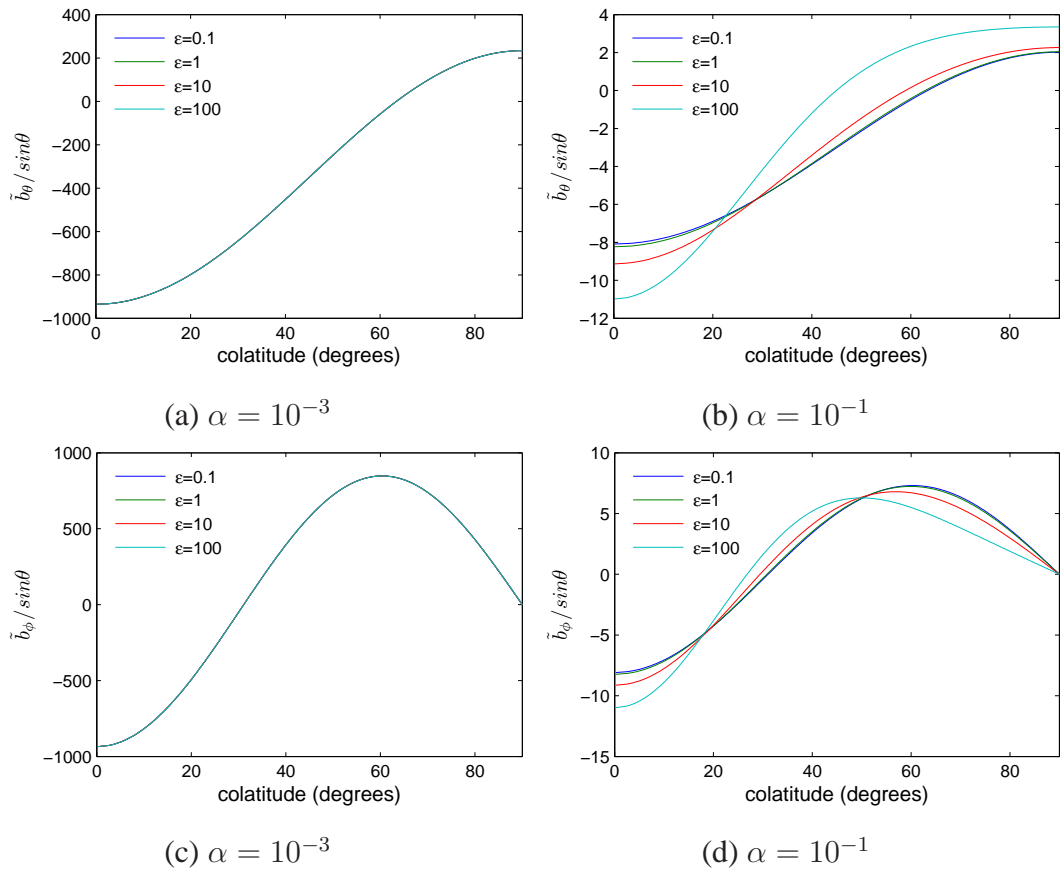 400
200
0
−200
−400
−600
−800
−1000
0 20 40 60 80
colatitude (degrees)
b̃θ/sinθ
ε=0.1
ε=1
ε=10
ε=100
(a) α = 10⁻³
4
2
0
−2
−4
−6
−8
−10
−12
0 20 40 60 80
colatitude (degrees)
b̃θ/sinθ
ε=0.1
ε=1
ε=10
ε=100
(b) α = 10⁻¹
1000
500
0
−500
−1000
0 20 40 60 80
colatitude (degrees)
b̃ϕ/sinθ
ε=0.1
ε=1
ε=10
ε=100
(c) α = 10⁻³
10
5
0
−5
−10
−15
0 20 40 60 80
colatitude (degrees)
b̃ϕ/sinθ
ε=0.1
ε=1
ε=10
ε=100
(d) α = 10⁻¹